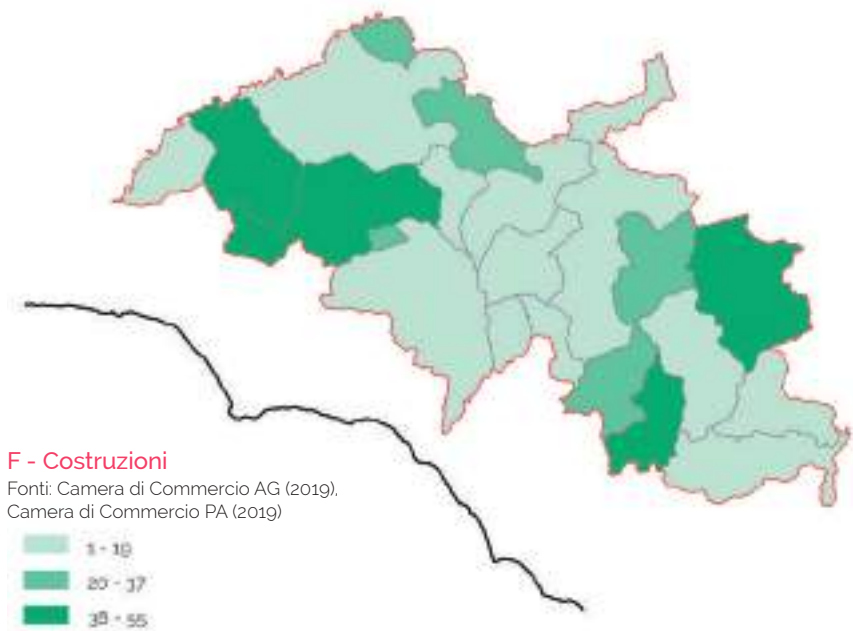 F - Costruzioni
Fonti: Camera di Commercio AG (2019),
Camera di Commercio PA (2019)
1 - 19
20 - 37
38 - 55